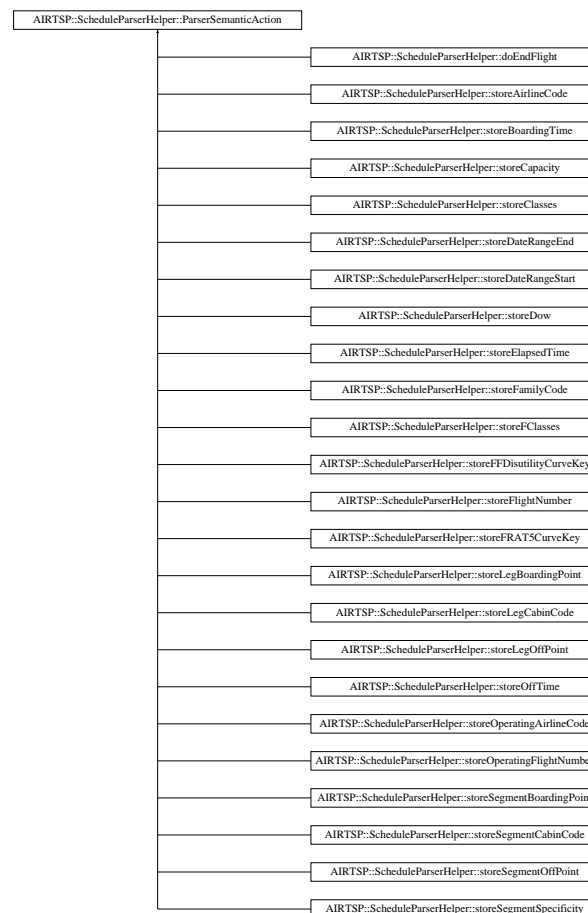 AIRTSP::ScheduleParserHelper::ParserSemanticAction
AIRTSP::ScheduleParserHelper::doEndFlight
AIRTSP::ScheduleParserHelper::storeAirlineCode
AIRTSP::ScheduleParserHelper::storeBoardingTime
AIRTSP::ScheduleParserHelper::storeCapacity
AIRTSP::ScheduleParserHelper::storeClasses
AIRTSP::ScheduleParserHelper::storeDateRangeEnd
AIRTSP::ScheduleParserHelper::storeDateRangeStart
AIRTSP::ScheduleParserHelper::storeDow
AIRTSP::ScheduleParserHelper::storeElapsedTime
AIRTSP::ScheduleParserHelper::storeFamilyCode
AIRTSP::ScheduleParserHelper::storeFClasses
AIRTSP::ScheduleParserHelper::storeFFDisutilityCurveKey
AIRTSP::ScheduleParserHelper::storeFlightNumber
AIRTSP::ScheduleParserHelper::storeFRAT5CurveKey
AIRTSP::ScheduleParserHelper::storeLegBoardingPoint
AIRTSP::ScheduleParserHelper::storeLegCabinCode
AIRTSP::ScheduleParserHelper::storeLegOffPoint
AIRTSP::ScheduleParserHelper::storeOffTime
AIRTSP::ScheduleParserHelper::storeOperatingAirlineCode
AIRTSP::ScheduleParserHelper::storeOperatingFlightNumbe
AIRTSP::ScheduleParserHelper::storeSegmentBoardingPoin
AIRTSP::ScheduleParserHelper::storeSegmentCabinCode
AIRTSP::ScheduleParserHelper::storeSegmentOffPoint
AIRTSP::ScheduleParserHelper::storeSegmentSpecificity